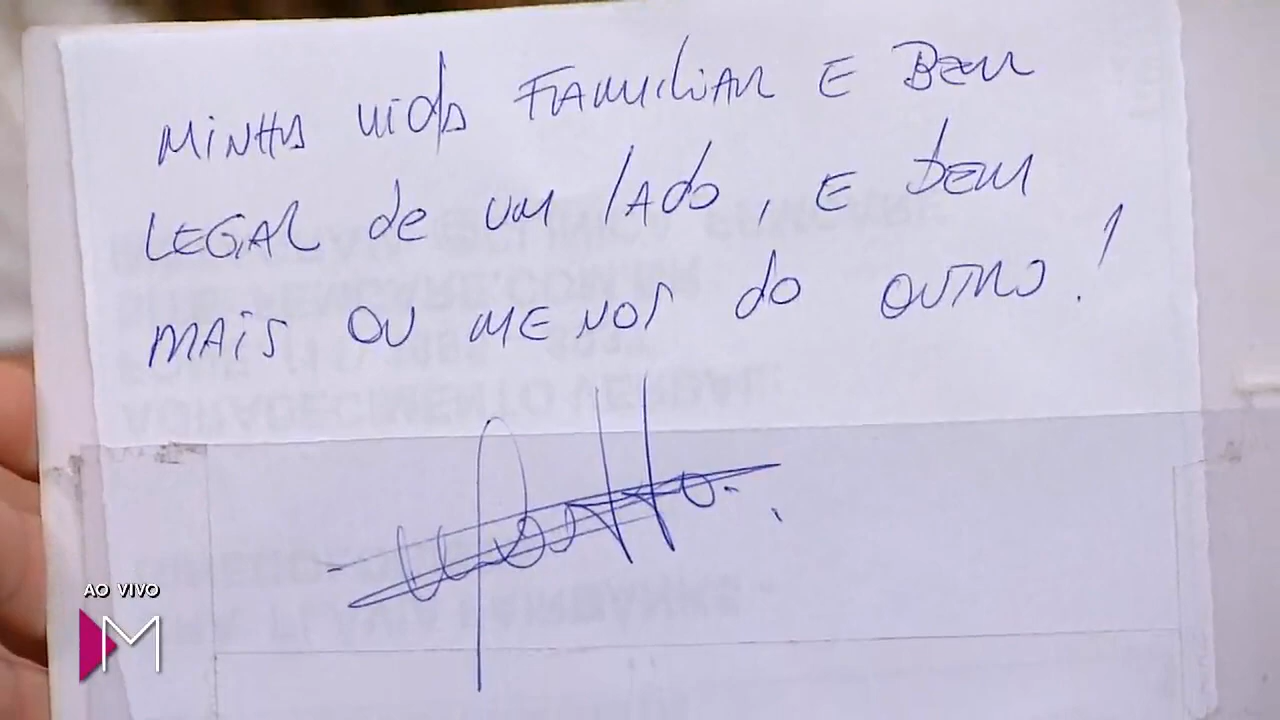 MINHA VIDA FAMILIAR E BEM
LEGAL de UM LADO, E BEM
MAIS OU MENOS DO OUTRO!
AO VIVO
M